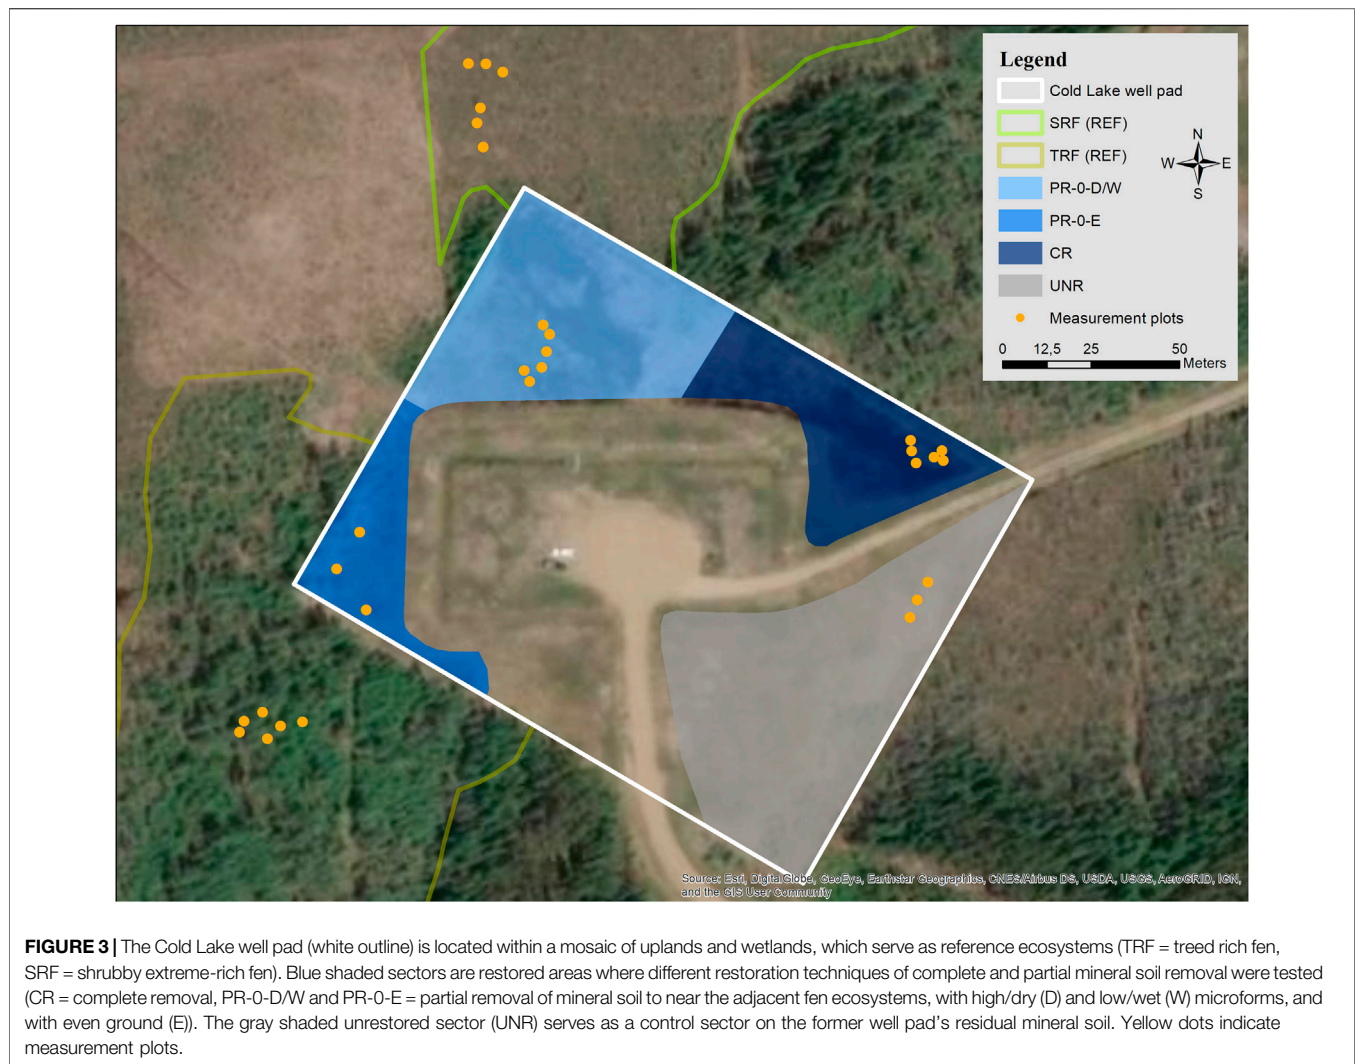 Legend
Cold Lake well pad
SRF (REF)
TRF (REF)
PR-0-D/W
PR-0-E
CR
UNR
Measurement plots
N
W E
S
0 12,5 25 50
Meters
Source: Esri, DigitalGlobe, GeoEye, Earthstar Geographics, CNES/Airbus DS, USDA, USGS, AeroGRID, IGN,
and the GIS User Community
FIGURE 3 | The Cold Lake well pad (white outline) is located within a mosaic of uplands and wetlands, which serve as reference ecosystems (TRF = treed rich fen,
SRF = shrubby extreme-rich fen). Blue shaded sectors are restored areas where different restoration techniques of complete and partial mineral soil removal were tested
(CR = complete removal, PR-0-D/W and PR-0-E = partial removal of mineral soil to near the adjacent fen ecosystems, with high/dry (D) and low/wet (W) microforms, and
with even ground (E)). The gray shaded unrestored sector (UNR) serves as a control sector on the former well pad's residual mineral soil. Yellow dots indicate
measurement plots.